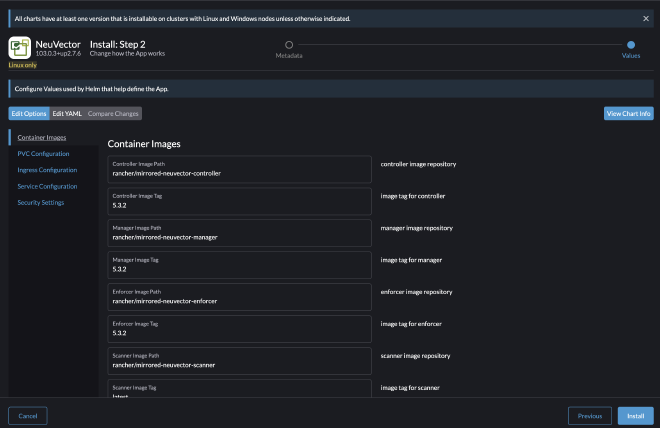 All charts have at least one version that is installable on clusters with Linux and Windows nodes unless otherwise indicated.
NeuVector Install: Step 2
103.0.3+up2.7.6 Change how the App works
Linux only
Metadata
Values
Configure Values used by Helm that help define the App.
Edit Options Edit YAML Compare Changes
View Chart Info
Container Images
PVC Configuration
Ingress Configuration
Service Configuration
Security Settings
Container Images
Controller Image Path
rancher/mirrored-neuvector-controller
controller image repository
Controller Image Tag
5.3.2
image tag for controller
Manager Image Path
rancher/mirrored-neuvector-manager
manager image repository
Manager Image Tag
5.3.2
image tag for manager
Enforcer Image Path
rancher/mirrored-neuvector-enforcer
enforcer image repository
Enforcer Image Tag
5.3.2
image tag for enforcer
Scanner Image Path
rancher/mirrored-neuvector-scanner
scanner image repository
Scanner Image Tag
latest
image tag for scanner
Cancel
Previous
Install